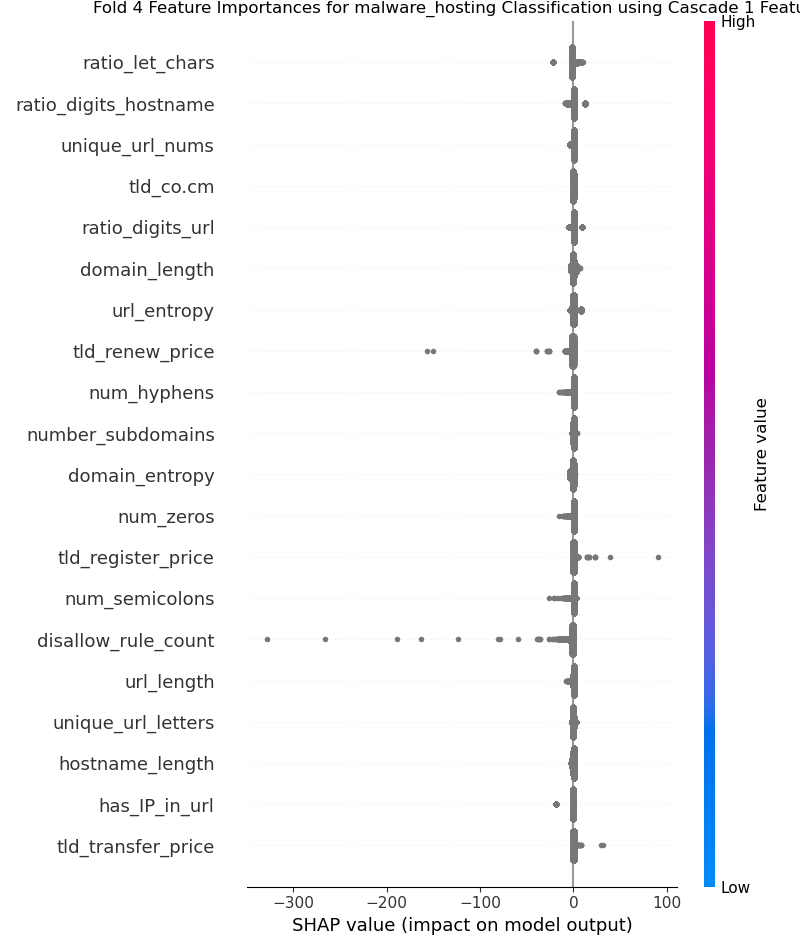 Fold 4 Feature Importances for malware_hosting Classification using Cascade 1 Featu
High
ratio_let_chars
ratio_digits_hostname
unique_url_nums
tld_co.cm
ratio_digits_url
domain_length
url_entropy
tld_renew_price
num_hyphens
number_subdomains
domain_entropy
num_zeros
tld_register_price
num_semicolons
disallow_rule_count
url_length
unique_url_letters
hostname_length
has_IP_in_url
tld_transfer_price
Feature value
Low
−300 −200 −100 0 100
SHAP value (impact on model output)